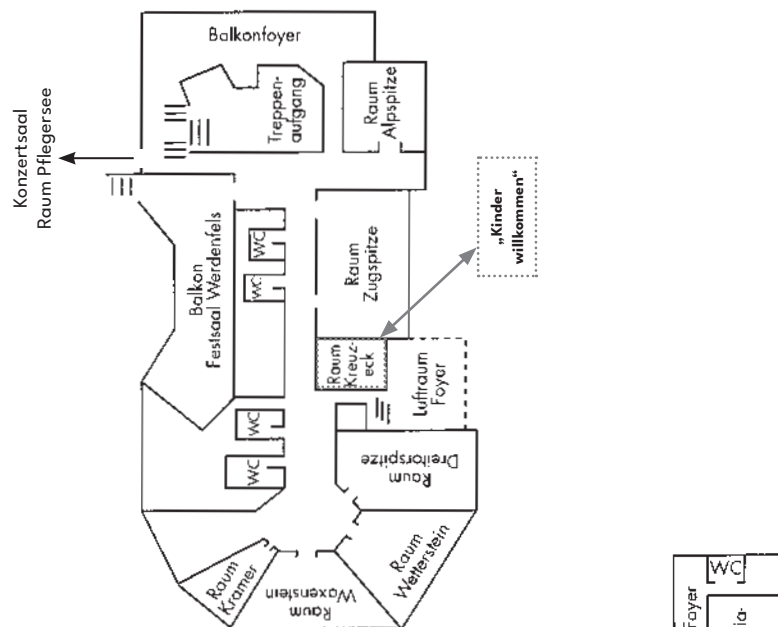 Balkonfoyer
Treppen-
aufgang
Raum
Alpspitze
Konzertsaal
Raum Pflegersee
„Kinder
willkommen“
Balkon
Festsaal Werdenfels
WC
WC
Raum
Zugspitze
Raum
Kreuz-
eck
Luftraum
Foyer
WC
WC
Raum
Dreitorspitze
Raum
Wetterstein
Raum
Waxenstein
Raum
Kramer
WC
Foyer